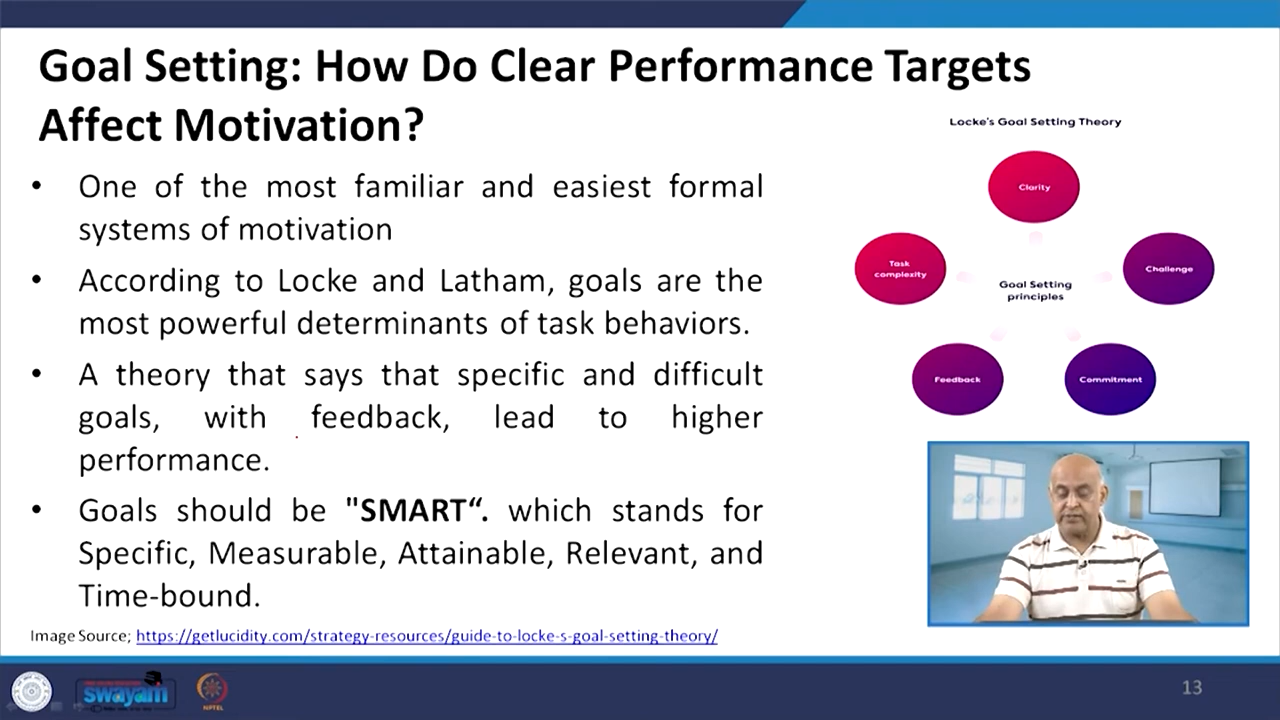 Goal Setting: How Do Clear Performance Targets
Affect Motivation?
• One of the most familiar and easiest formal
systems of motivation
• According to Locke and Latham, goals are the
most powerful determinants of task behaviors.
• A theory that says that specific and difficult
goals, with feedback, lead to higher
performance.
• Goals should be "SMART“. which stands for
Specific, Measurable, Attainable, Relevant, and
Time-bound.
Image Source; https://getlucidity.com/strategy-resources/guide-to-locke-s-goal-setting-theory/
Locke's Goal Setting Theory
Clarity
Task
complexity
Challenge
Goal Setting
principles
Feedback
Commitment
swayam
NPTEL
13